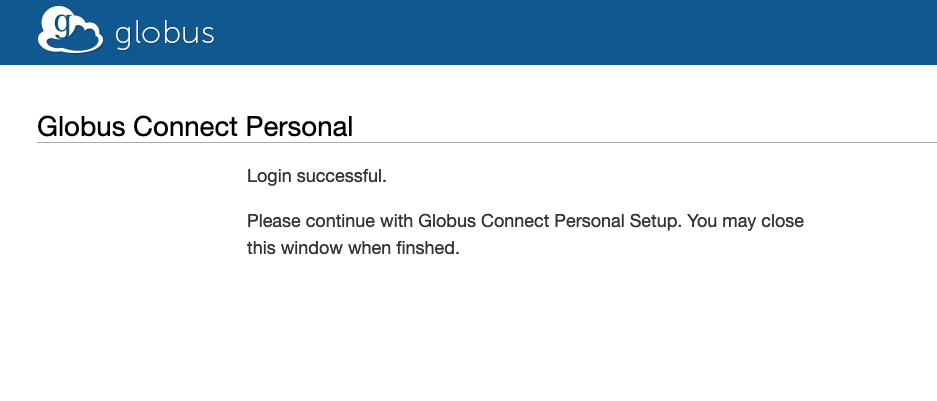 g globus
Globus Connect Personal
Login successful.
Please continue with Globus Connect Personal Setup. You may close
this window when finshed.